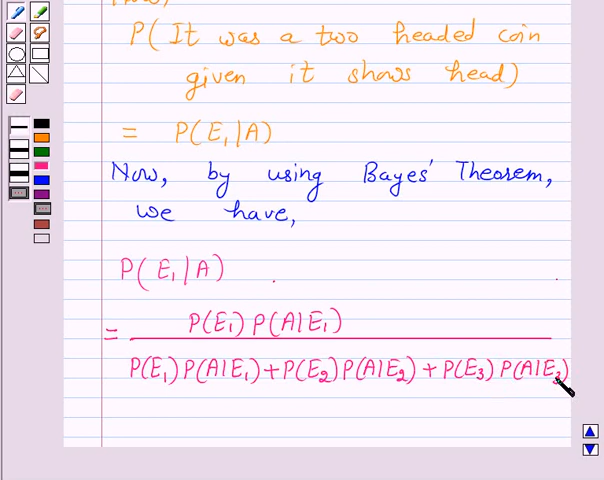 P( It was a two headed coin
given it shows head)
= P(E₁|A)
Now, by using Bayes' Theorem,
we have,
P( E₁|A)
= P(E₁) P(A|E₁)
P(E₁) P(A|E₁)+P(E₂) P(A|E₂) + P(E₃) P(A|E₃)